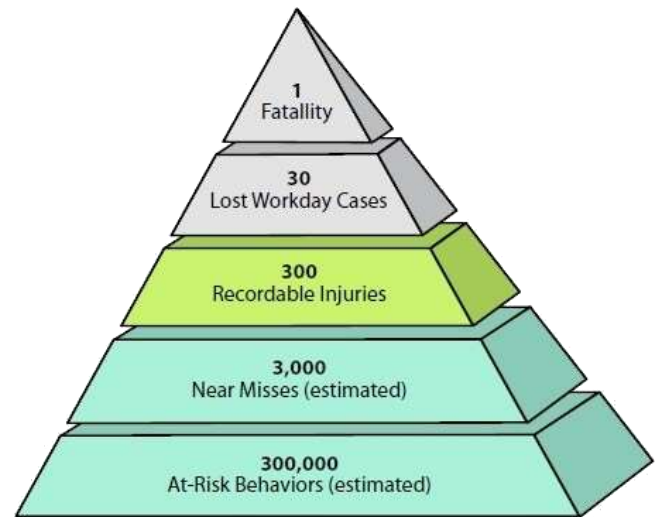 1
Fatallity
30
Lost Workday Cases
300
Recordable Injuries
3,000
Near Misses (estimated)
300,000
At-Risk Behaviors (estimated)